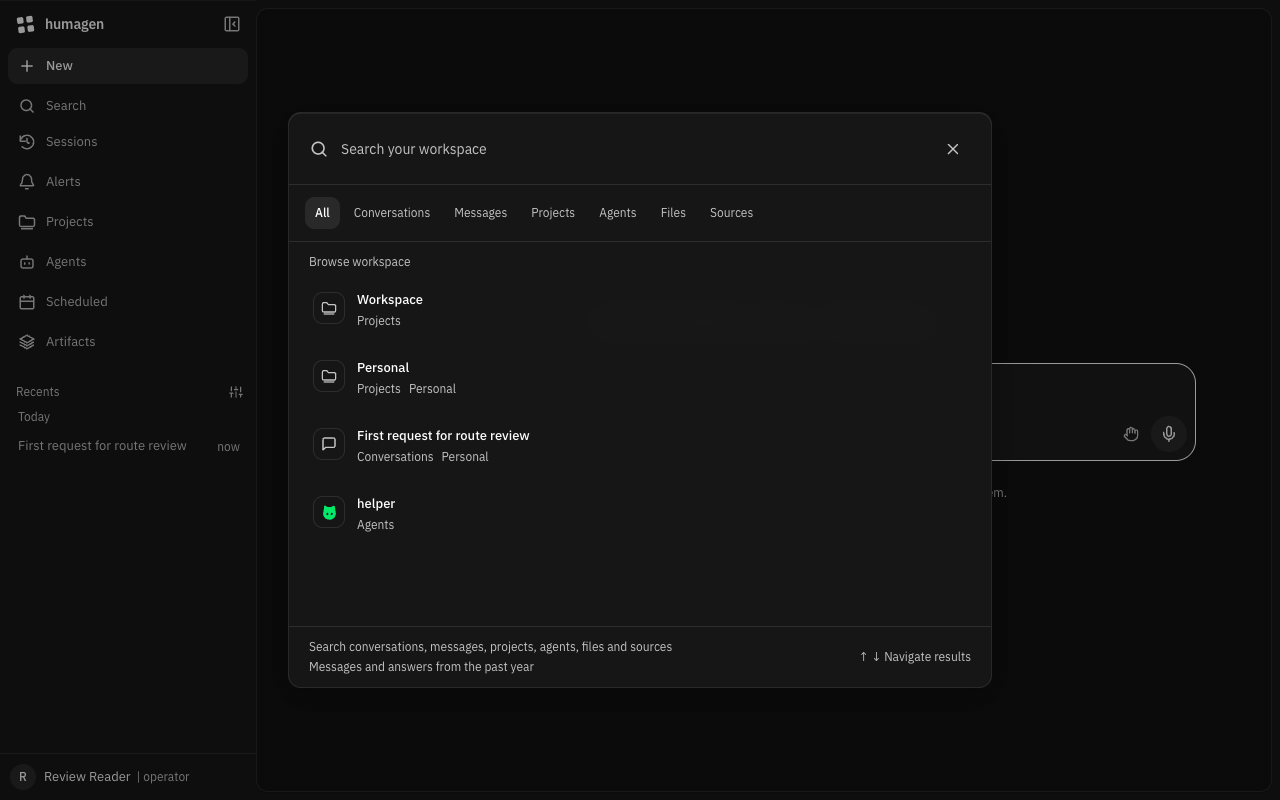 humagen
New
Search
Sessions
Alerts
Projects
Agents
Scheduled
Artifacts
Recents
Today
First request for route review now
R Review Reader | operator
Search your workspace
All Conversations Messages Projects Agents Files Sources
Browse workspace
Workspace
Projects
Personal
Projects Personal
First request for route review
Conversations Personal
helper
Agents
Search conversations, messages, projects, agents, files and sources
Messages and answers from the past year
↑ ↓ Navigate results